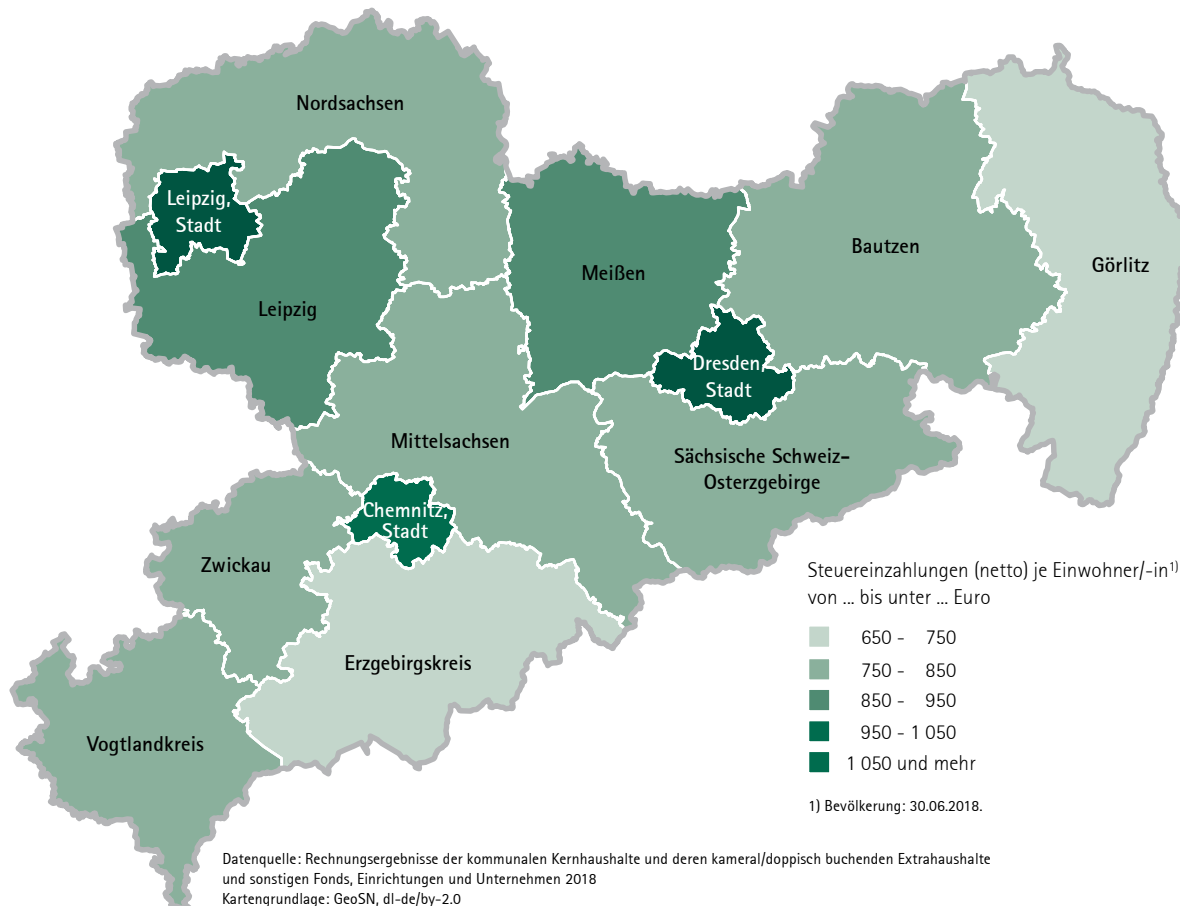 Nordsachsen
Leipzig,
Stadt
Leipzig
Meißen
Bautzen
Görlitz
Dresden,
Stadt
Mittelsachsen
Sächsische Schweiz-
Osterzgebirge
Chemnitz,
Stadt
Zwickau
Erzgebirgskreis
Vogtlandkreis
Steuereinzahlungen (netto) je Einwohner/-in1)
von ... bis unter ... Euro
650 - 750
750 - 850
850 - 950
950 - 1 050
1 050 und mehr
1) Bevölkerung: 30.06.2018.
Datenquelle: Rechnungsergebnisse der kommunalen Kernhaushalte und deren kameral/doppisch buchenden Extrahaushalte
und sonstigen Fonds, Einrichtungen und Unternehmen 2018
Kartengrundlage: GeoSN, dl-de/by-2.0